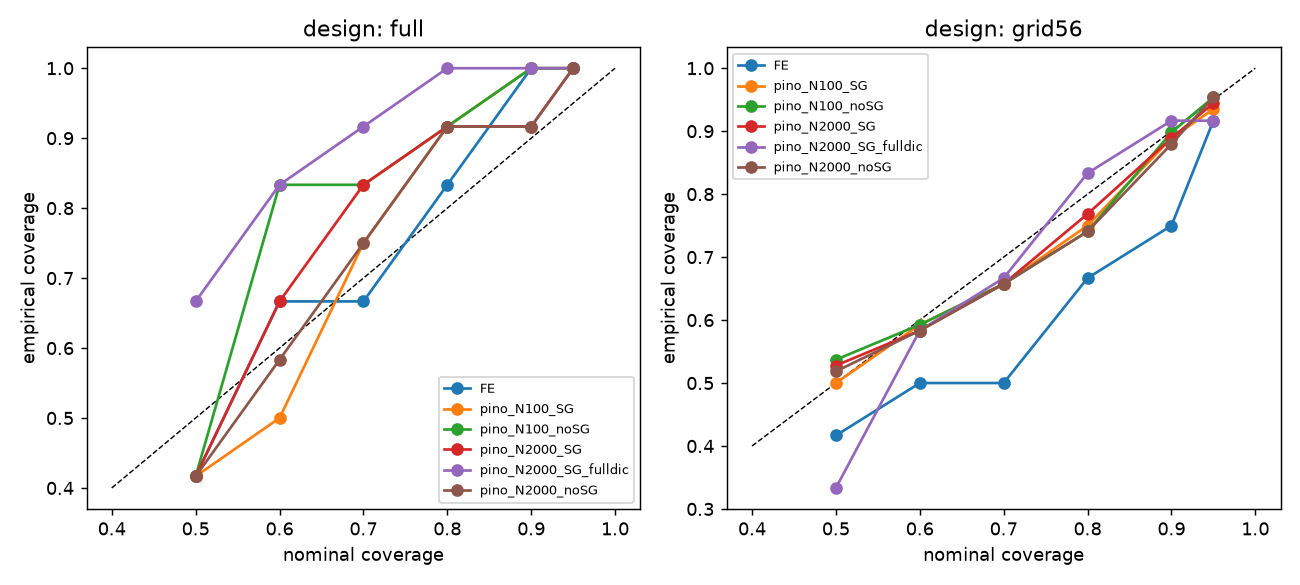 design: full
empirical coverage
1.0
0.9
0.8
0.7
0.6
0.5
0.4
FE
pino_N100_SG
pino_N100_noSG
pino_N2000_SG
pino_N2000_SG_fulldic
pino_N2000_noSG
0.4 0.5 0.6 0.7 0.8 0.9 1.0
nominal coverage
design: grid56
empirical coverage
1.0
0.9
0.8
0.7
0.6
0.5
0.4
0.3
FE
pino_N100_SG
pino_N100_noSG
pino_N2000_SG
pino_N2000_SG_fulldic
pino_N2000_noSG
0.4 0.5 0.6 0.7 0.8 0.9 1.0
nominal coverage